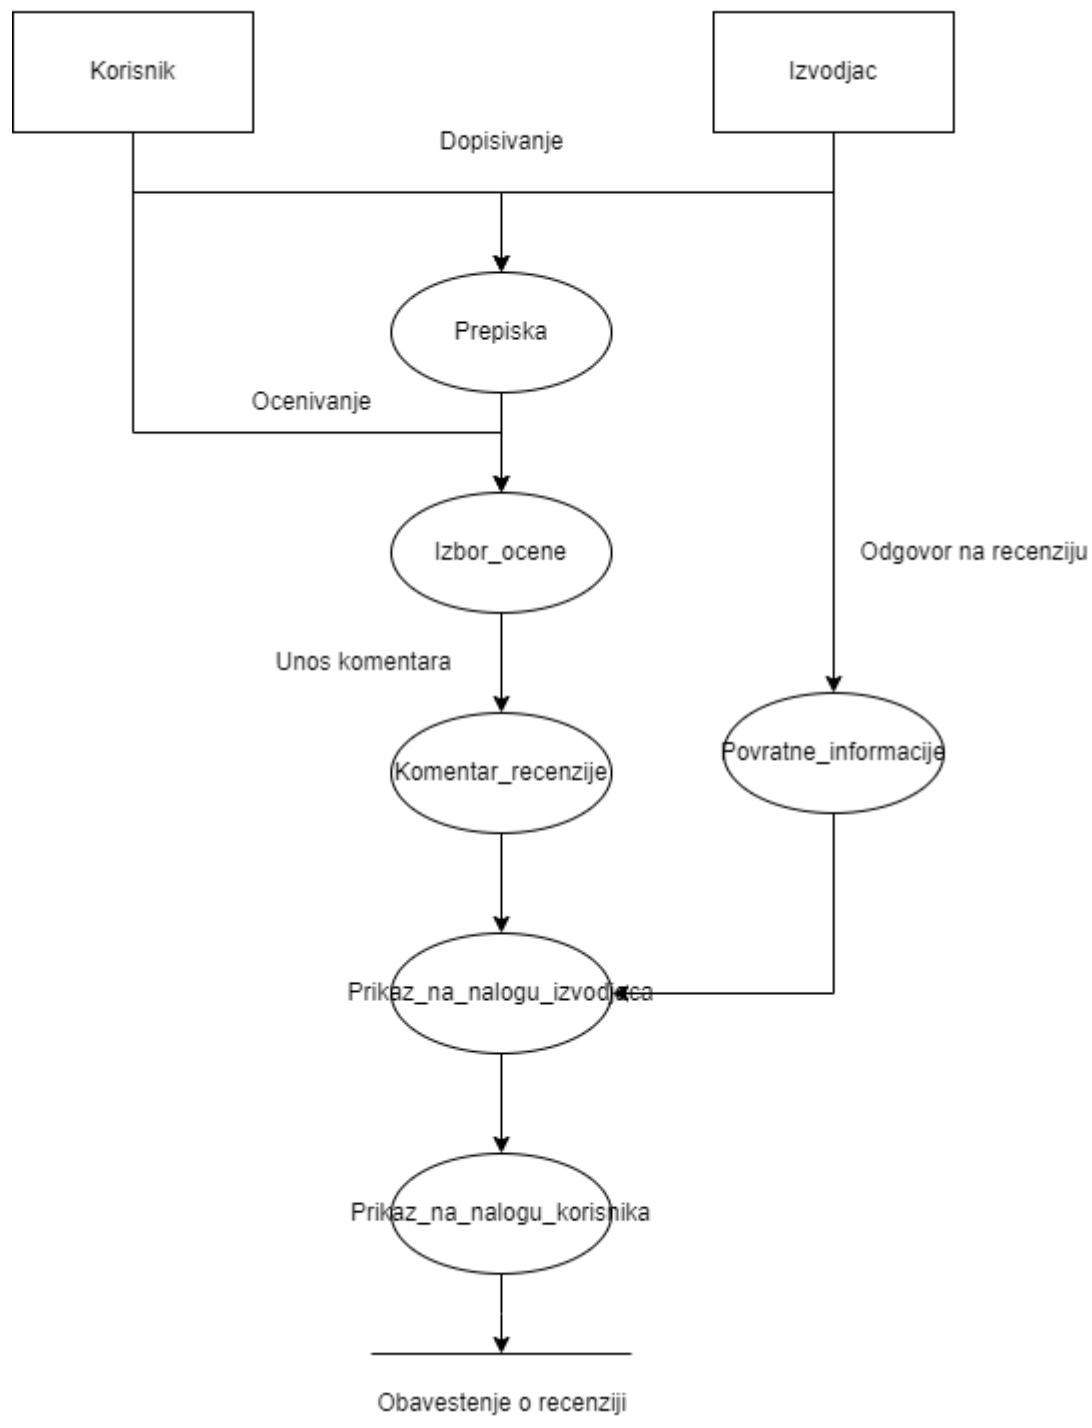 Korisnik
Izvodjac
Dopisivanje
Prepiska
Ocenivanje
Izbor_ocene
Odgovor na recenziju
Unos komentara
Povratne_informacije
Komentar_recenzije
Prikaz_na_nalogu_izvodjaca
Prikaz_na_nalogu_korisnika
Obavestenje o recenziji